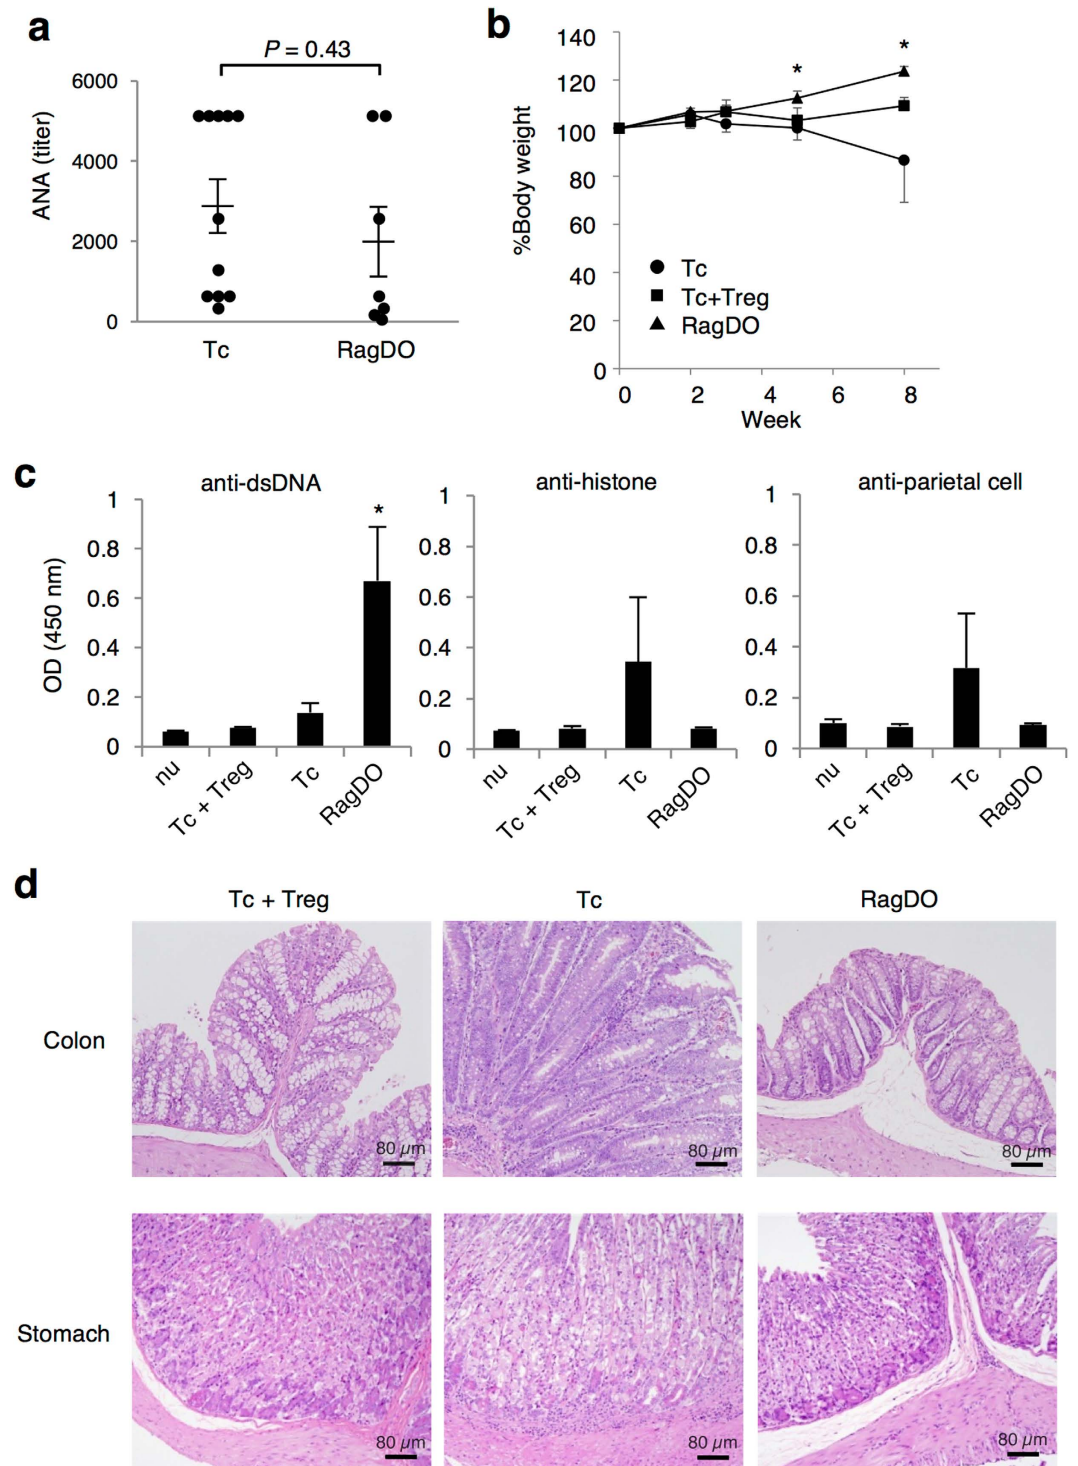 a
P = 0.43
6000
4000
2000
0
ANA (titer)
Tc
RagDO
b
140
120
100
80
60
40
20
0
%Body weight
*
*
Tc
Tc+Treg
RagDO
0
2
4
6
8
Week
c
anti-dsDNA
1
0.8
0.6
0.4
0.2
0
OD (450 nm)
*
nu
Tc + Treg
Tc
RagDO
anti-histone
1
0.8
0.6
0.4
0.2
0
nu
Tc + Treg
Tc
RagDO
anti-parietal cell
1
0.8
0.6
0.4
0.2
0
nu
Tc + Treg
Tc
RagDO
d
Tc + Treg
Tc
RagDO
Colon
80 μm
80 μm
80 μm
Stomach
80 μm
80 μm
80 μm